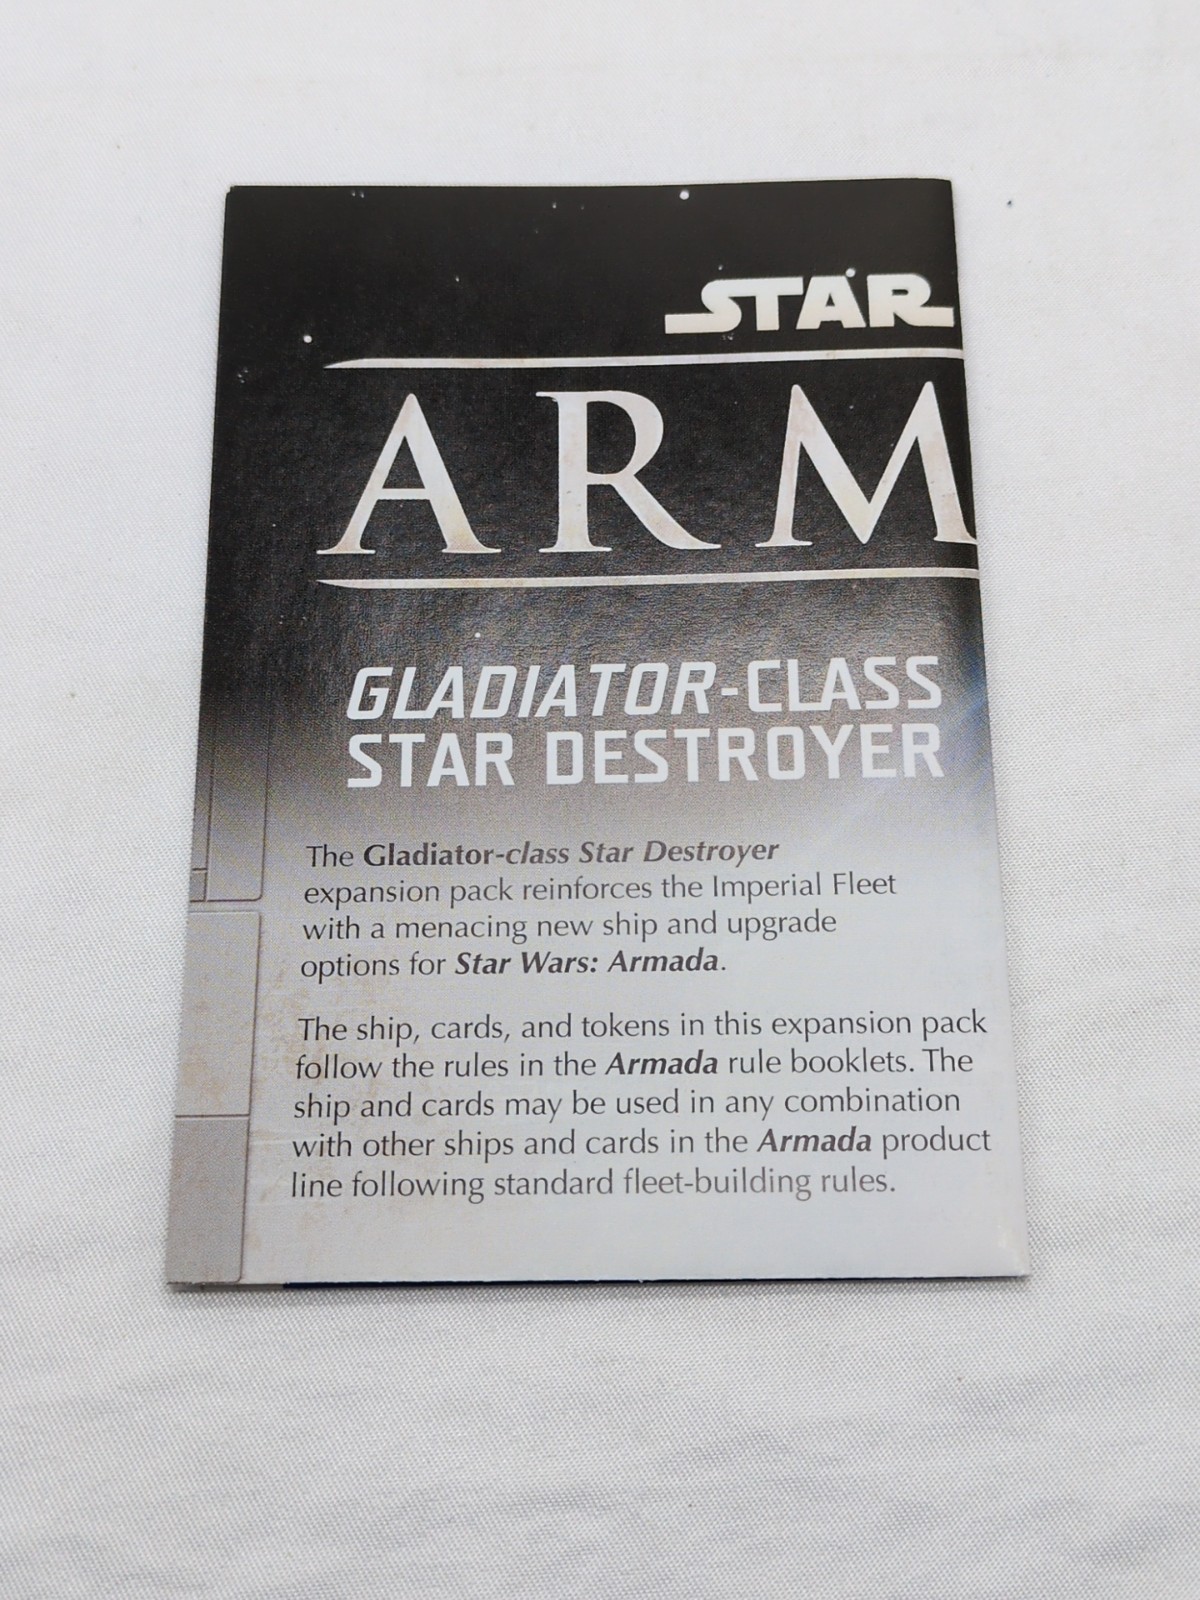 STAR
ARM
GLADIATOR-CLASS
STAR DESTROYER
The Gladiator-class Star Destroyer
expansion pack reinforces the Imperial Fleet
with a menacing new ship and upgrade
options for Star Wars: Armada.
The ship, cards, and tokens in this expansion pack
follow the rules in the Armada rule booklets. The
ship and cards may be used in any combination
with other ships and cards in the Armada product
line following standard fleet-building rules.